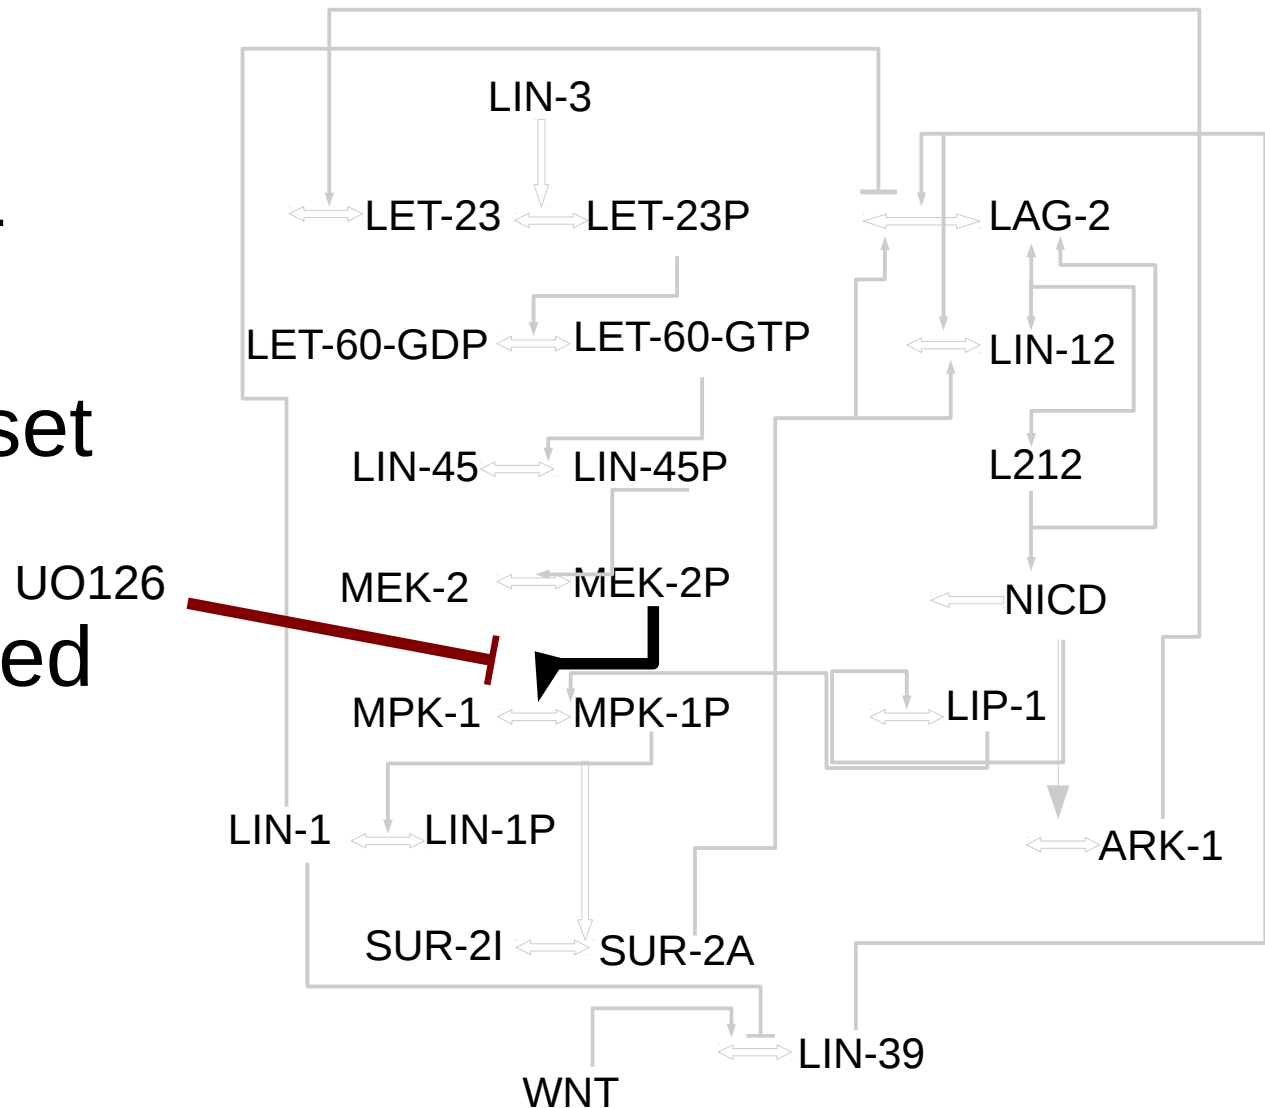 LIN-3
LET-23
LET-23P
LAG-2
LET-60-GDP
LET-60-GTP
LIN-12
set
LIN-45
LIN-45P
L212
UO126
MEK-2
MEK-2P
NICD
ed
MPK-1
MPK-1P
LIP-1
LIN-1
LIN-1P
ARK-1
SUR-2I
SUR-2A
LIN-39
WNT